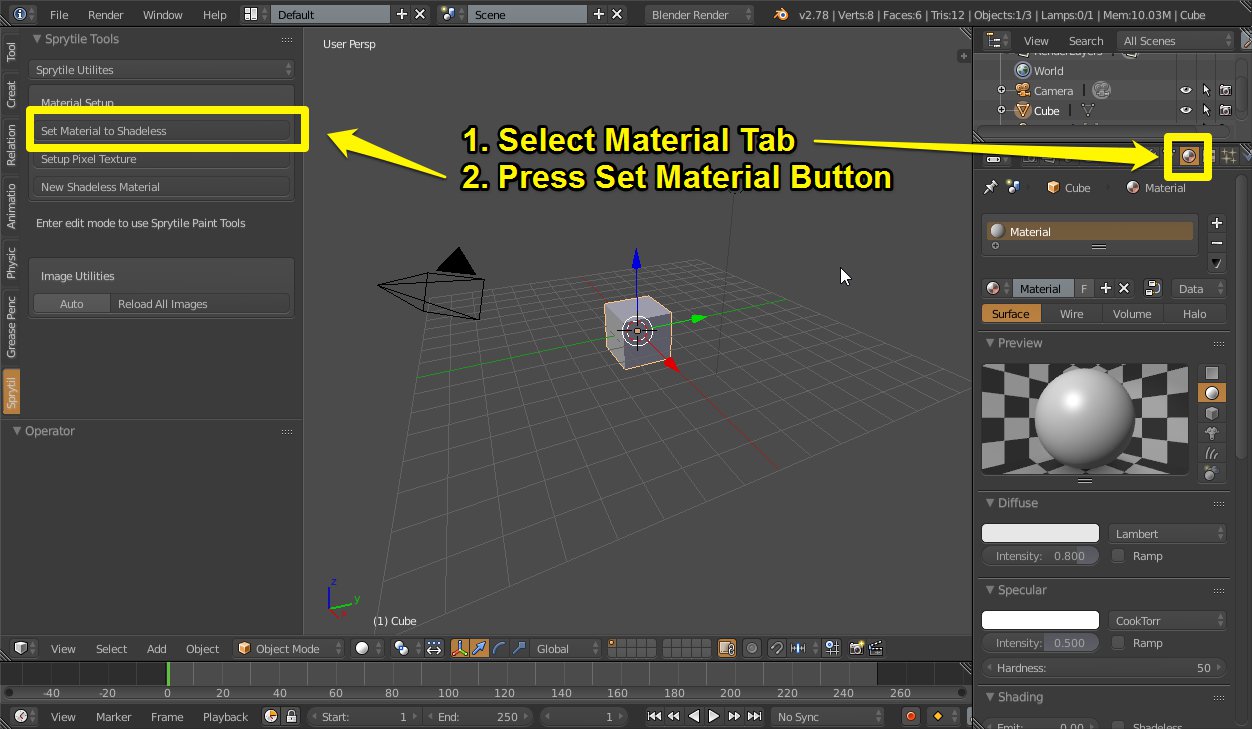 File Render Window Help Default Scene Blender Render v2.78 | Verts:8 | Faces:6 | Tris:12 | Objects:1/3 | Lamps:0/1 | Mem:10.03M | Cube
Sprytile Tools
Sprytile Utilites
Material Setup
Set Material to Shadeless
Setup Pixel Texture
New Shadeless Material
Enter edit mode to use Sprytile Paint Tools
Image Utilities
Auto Reload All Images
Operator
Tool
Creat
Relation
Animatio
Physic
Grease Penc
Sprytil
User Persp
1. Select Material Tab
2. Press Set Material Button
z
y
(1) Cube
View Search All Scenes
RenderLayers
World
Camera
Cube
Cube Material
Material
Material F Data
Surface Wire Volume Halo
Preview
Diffuse
Lambert
Intensity: 0.800 Ramp
Specular
CookTorr
Intensity: 0.500 Ramp
Hardness: 50
Shading
Emit: 0.00 Shadeless
View Select Add Object Object Mode Global
-40 -20 0 20 40 60 80 100 120 140 160 180 200 220 240 260
View Marker Frame Playback Start: 1 End: 250 1 No Sync